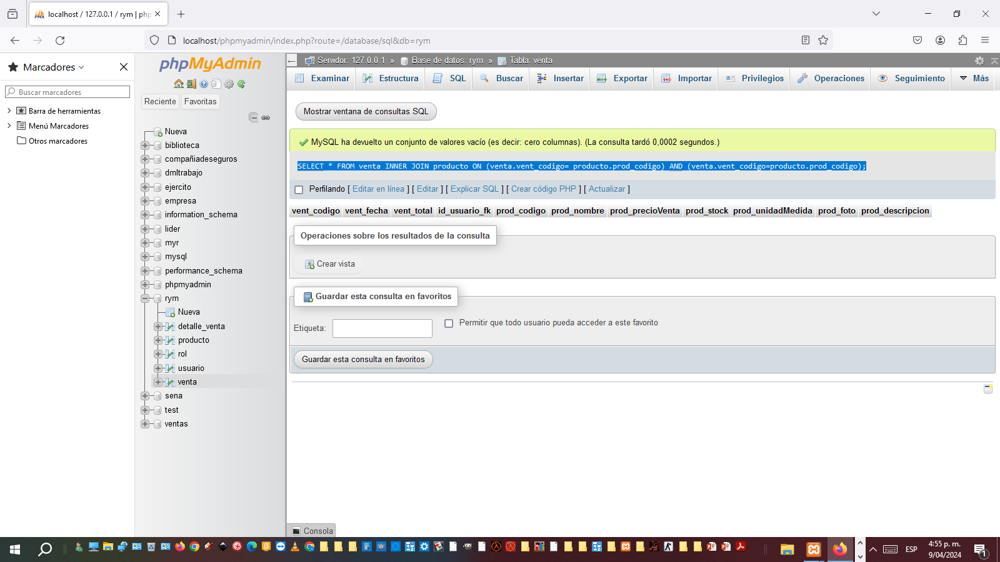 localhost / 127.0.0.1 / rym | php
localhost/phpmyadmin/index.php?route=/database/sql&db=rym
Marcadores
Buscar marcadores
Barra de herramientas
Menú Marcadores
Otros marcadores
phpMyAdmin
Reciente Favoritas
Nueva
biblioteca
compañiadeseguros
dmltrabajo
ejercito
empresa
information_schema
lider
myr
mysql
performance_schema
phpmyadmin
rym
Nueva
detalle_venta
producto
rol
usuario
venta
sena
test
ventas
Servidor: 127.0.0.1 » Base de datos: rym » Tabla: venta
Examinar Estructura SQL Buscar Insertar Exportar Importar Privilegios Operaciones Seguimiento Más
Mostrar ventana de consultas SQL
MySQL ha devuelto un conjunto de valores vacío (es decir: cero columnas). (La consulta tardó 0,0002 segundos.)
SELECT * FROM venta INNER JOIN producto ON (venta.vent_codigo= producto.prod_codigo) AND (venta.vent_codigo=producto.prod_codigo);
Perfilando [ Editar en línea ] [ Editar ] [ Explicar SQL ] [ Crear código PHP ] [ Actualizar ]
vent_codigo vent_fecha vent_total id_usuario_fk prod_codigo prod_nombre prod_precioVenta prod_stock prod_unidadMedida prod_foto prod_descripcion
Operaciones sobre los resultados de la consulta
Crear vista
Guardar esta consulta en favoritos
Etiqueta: Permitir que todo usuario pueda acceder a este favorito
Guardar esta consulta en favoritos
Consola
ESP
4:55 p. m.
9/04/2024
1